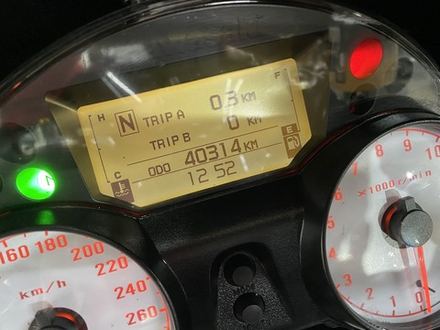 H F
N TRIP A 0.3 KM
TRIP B 0 KM
C ODO 40314 KM E
12 52
160 180 200 220 240 260
km/h
0 1 2 3 4 5 6 7 8 9 10
×1000 r/min